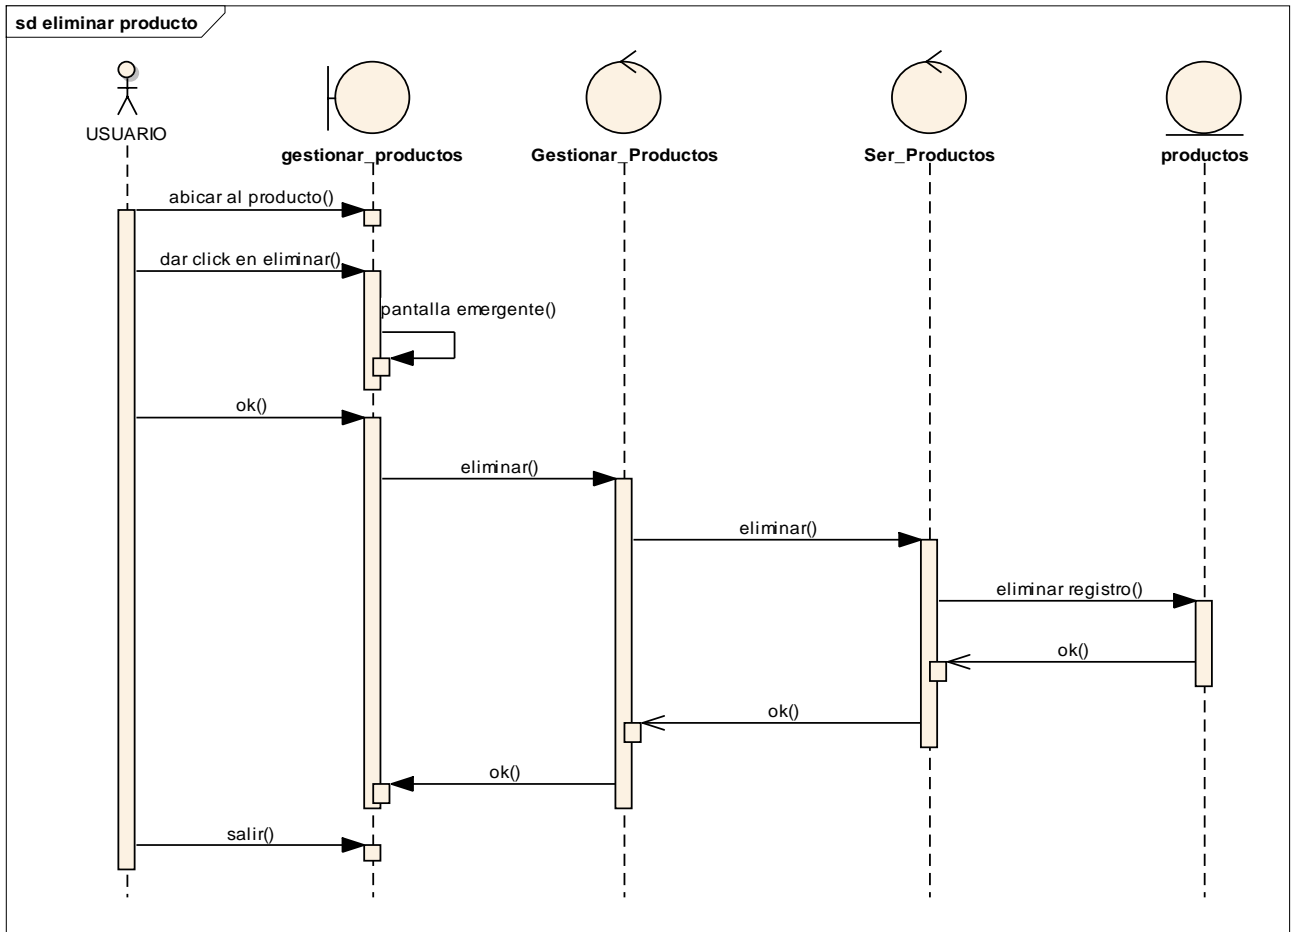 sd eliminar producto
USUARIO
gestionar_productos
Gestionar_Productos
Ser_Productos
productos
abicar al producto()
dar click en eliminar()
pantalla emergente()
ok()
eliminar()
eliminar()
eliminar registro()
ok()
ok()
ok()
salir()